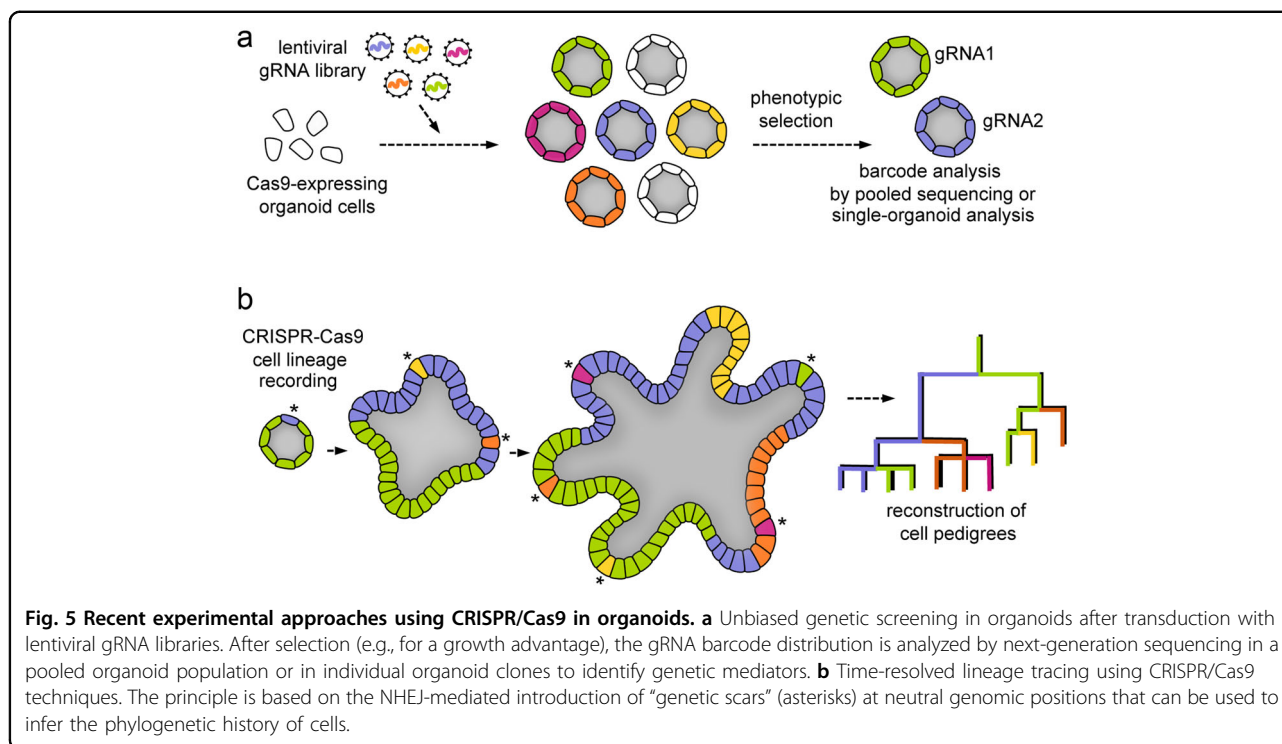 a
lentiviral
gRNA
library
Cas9-expressing
organoid cells
phenotypic
selection
gRNA1
gRNA2
barcode analysis
by pooled sequencing or
single-organoid analysis
b
CRISPR-Cas9
cell lineage
recording
*
*
*
*
*
*
*
*
reconstruction of
cell pedigrees
Fig. 5 Recent experimental approaches using CRISPR/Cas9 in organoids. a Unbiased genetic screening in organoids after transduction with
lentiviral gRNA libraries. After selection (e.g., for a growth advantage), the gRNA barcode distribution is analyzed by next-generation sequencing in a
pooled organoid population or in individual organoid clones to identify genetic mediators. b Time-resolved lineage tracing using CRISPR/Cas9
techniques. The principle is based on the NHEJ-mediated introduction of “genetic scars” (asterisks) at neutral genomic positions that can be used to
infer the phylogenetic history of cells.